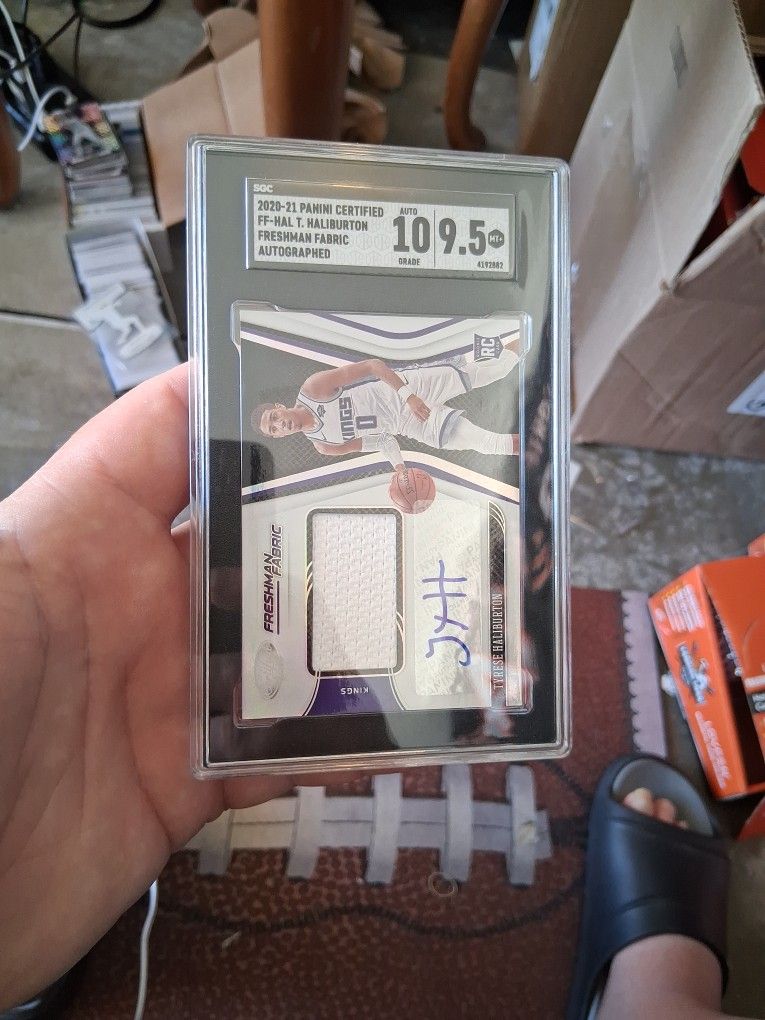 SGC
2020-21 PANINI CERTIFIED
FF-HAL T. HALIBURTON
FRESHMAN FABRIC
AUTOGRAPHED
AUTO
10
GRADE
9.5
MT+
4192882
RC
KINGS
0
FRESHMAN
FABRIC
KINGS
TYRESE HALIBURTON